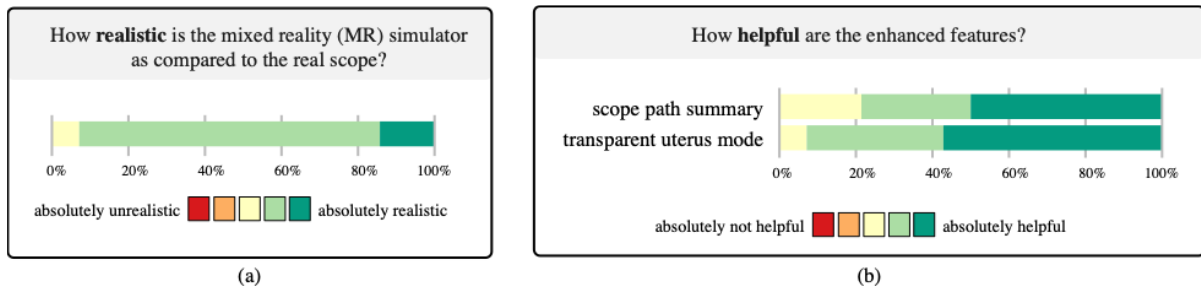 How realistic is the mixed reality (MR) simulator
as compared to the real scope?
0% 20% 40% 60% 80% 100%
absolutely unrealistic absolutely realistic
(a)
How helpful are the enhanced features?
scope path summary
transparent uterus mode
0% 20% 40% 60% 80% 100%
absolutely not helpful absolutely helpful
(b)